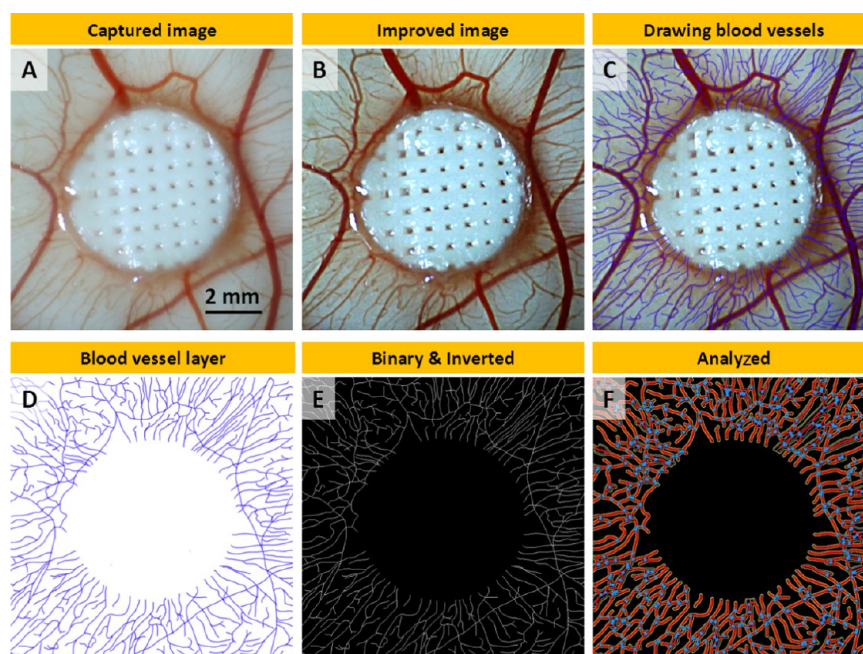 Captured image
Improved image
Drawing blood vessels
A
B
C
2 mm
Blood vessel layer
Binary & Inverted
Analyzed
D
E
F